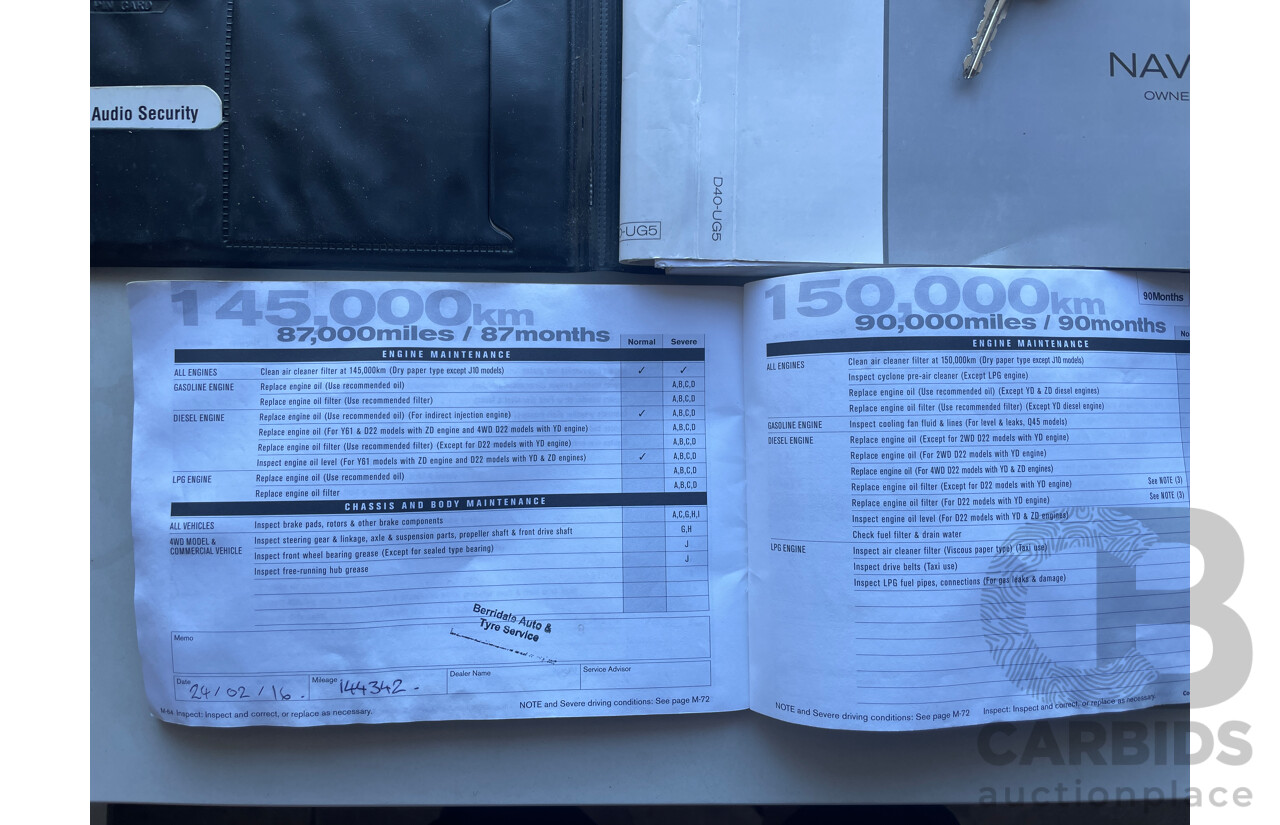 PIN CARD
Audio Security
D40-UG5
-UG5
NAV
OWNE
145,000km
87,000miles / 87months
Normal Severe
ENGINE MAINTENANCE
ALL ENGINES Clean air cleaner filter at 145,000km (Dry paper type except J10 models) ✓ ✓
GASOLINE ENGINE Replace engine oil (Use recommended oil) A,B,C,D
Replace engine oil filter (Use recommended filter) A,B,C,D
DIESEL ENGINE Replace engine oil (Use recommended oil) (For indirect injection engine) ✓ A,B,C,D
Replace engine oil (For Y61 & D22 models with ZD engine and 4WD D22 models with YD engine) A,B,C,D
Replace engine oil filter (Use recommended filter) (Except for D22 models with YD engine) A,B,C,D
Inspect engine oil level (For Y61 models with ZD engine and D22 models with YD & ZD engines) ✓ A,B,C,D
LPG ENGINE Replace engine oil (Use recommended oil) A,B,C,D
Replace engine oil filter A,B,C,D
CHASSIS AND BODY MAINTENANCE
ALL VEHICLES Inspect brake pads, rotors & other brake components A,C,G,H,I
4WD MODEL & Inspect steering gear & linkage, axle & suspension parts, propeller shaft & front drive shaft G,H
COMMERCIAL VEHICLE Inspect front wheel bearing grease (Except for sealed type bearing) J
Inspect free-running hub grease J
Berridale Auto &
Tyre Service
Memo
Date 24/02/16. Mileage 144342. Dealer Name Service Advisor
M-64 Inspect: Inspect and correct, or replace as necessary. NOTE and Severe driving conditions: See page M-72
150,000km
90Months
90,000miles / 90months
No
ENGINE MAINTENANCE
ALL ENGINES Clean air cleaner filter at 150,000km (Dry paper type except J10 models)
Inspect cyclone pre-air cleaner (Except LPG engine)
Replace engine oil (Use recommended oil) (Except YD & ZD diesel engines)
Replace engine oil filter (Use recommended filter) (Except YD diesel engine)
GASOLINE ENGINE Inspect cooling fan fluid & lines (For level & leaks, Q45 models)
DIESEL ENGINE Replace engine oil (Except for 2WD D22 models with YD engine)
Replace engine oil (For 2WD D22 models with YD engine)
Replace engine oil (For 4WD D22 models with YD & ZD engines)
Replace engine oil filter (Except for D22 models with YD engine) See NOTE (3)
Replace engine oil filter (For D22 models with YD engine) See NOTE (3)
Inspect engine oil level (For D22 models with YD & ZD engines)
Check fuel filter & drain water
LPG ENGINE Inspect air cleaner filter (Viscous paper type) (Taxi use)
Inspect drive belts (Taxi use)
Inspect LPG fuel pipes, connections (For gas leaks & damage)
Co
NOTE and Severe driving conditions: See page M-72 Inspect: Inspect and correct, or replace as necessary.
CB
CARBIDS
auctionplace